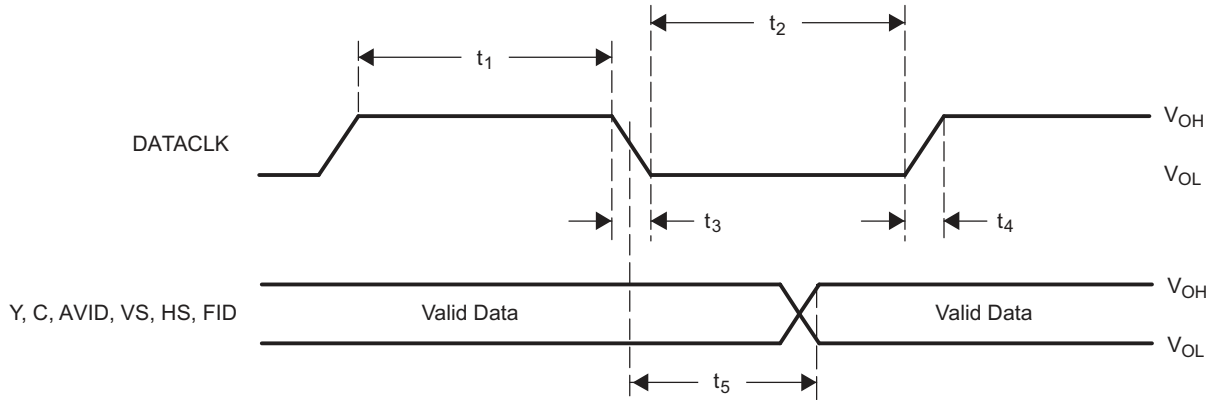 t2
t1
VOH
DATACLK
VOL
t3
t4
VOH
Y, C, AVID, VS, HS, FID
Valid Data
Valid Data
VOL
t5